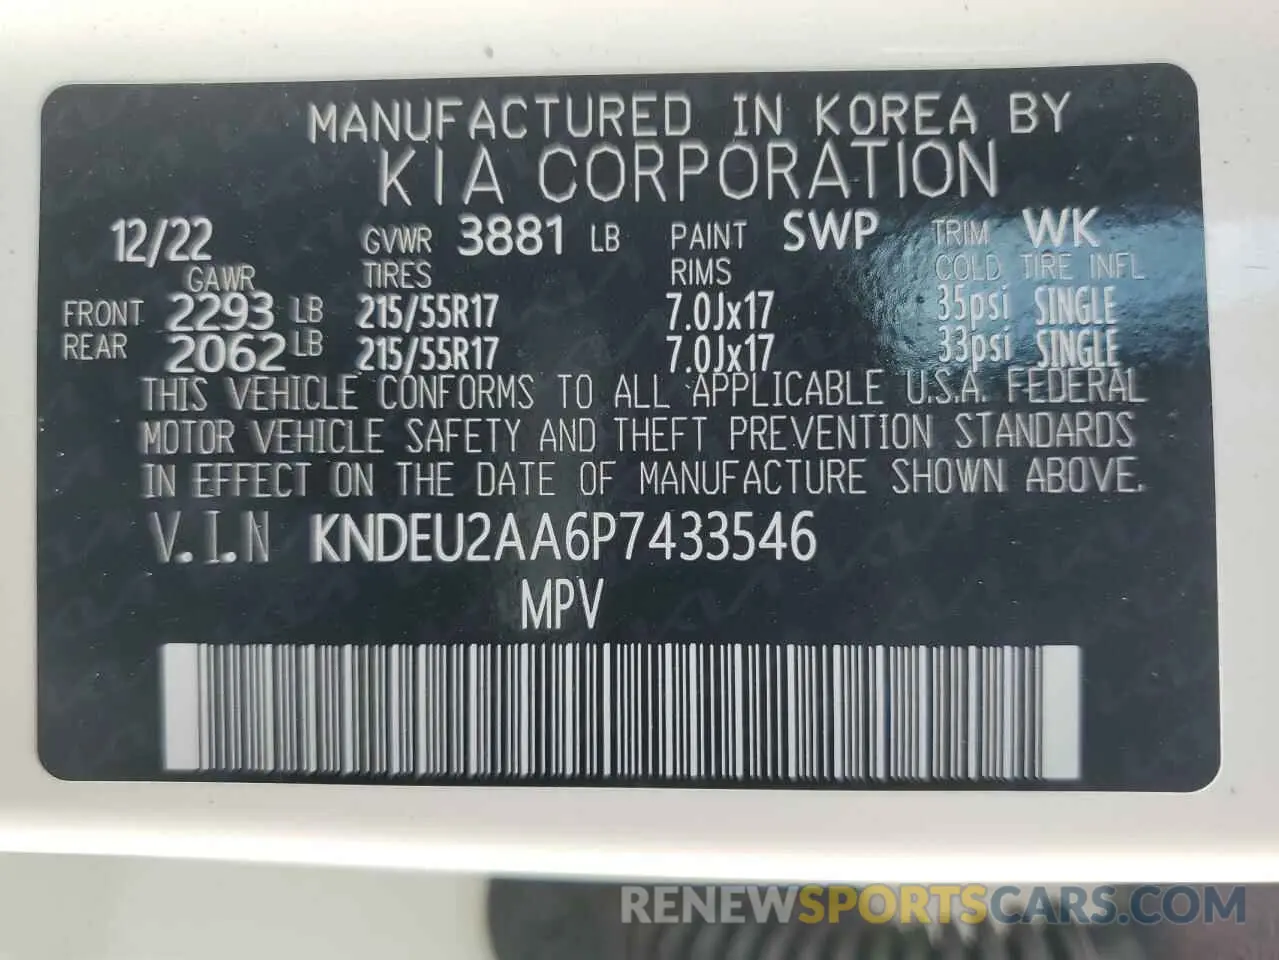 MANUFACTURED IN KOREA BY
KIA CORPORATION
12/22 GVWR 3881 LB PAINT SWP TRIM WK
GAWR TIRES RIMS COLD TIRE INFL
FRONT 2293 LB 215/55R17 7.0Jx17 35psi SINGLE
REAR 2062 LB 215/55R17 7.0Jx17 33psi SINGLE
THIS VEHICLE CONFORMS TO ALL APPLICABLE U.S.A. FEDERAL
MOTOR VEHICLE SAFETY AND THEFT PREVENTION STANDARDS
IN EFFECT ON THE DATE OF MANUFACTURE SHOWN ABOVE.
V.I.N KNDEU2AA6P7433546
MPV
RENEWSPORTSCARS.COM